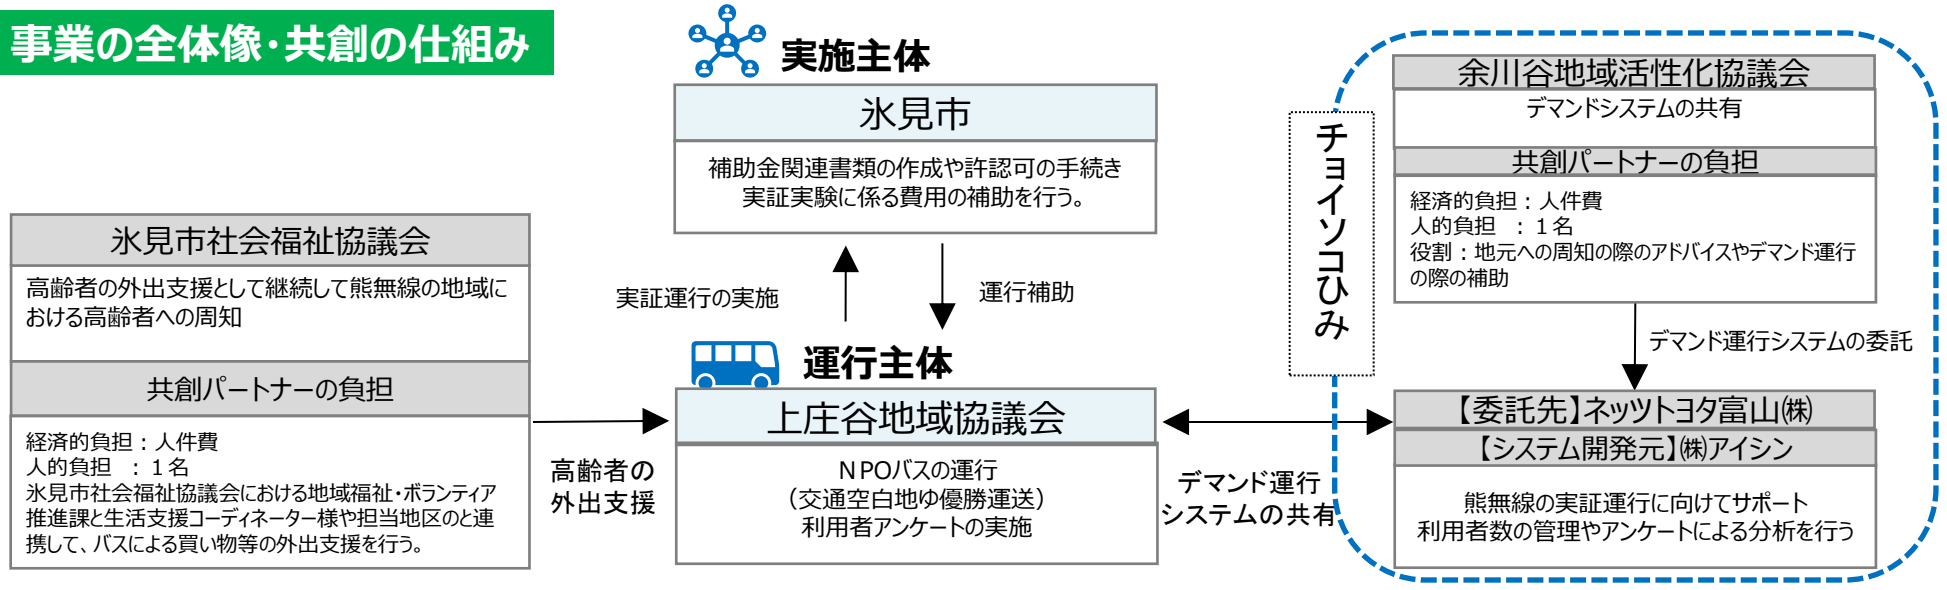 事業の全体像・共創の仕組み
実施主体
氷見市
補助金関連書類の作成や許認可の手続き
実証実験に係る費用の補助を行う。
実証運行の実施
運行補助
氷見市社会福祉協議会
高齢者の外出支援として継続して熊無線の地域に
おける高齢者への周知
共創パートナーの負担
経済的負担：人件費
人的負担　：１名
氷見市社会福祉協議会における地域福祉・ボランティア
推進課と生活支援コーディネーター様や担当地区のと連
携して、バスによる買い物等の外出支援を行う。
高齢者の
外出支援
運行主体
上庄谷地域協議会
ＮPOバスの運行
（交通空白地ゆ優勝運送）
利用者アンケートの実施
デマンド運行
システムの共有
チョイソコひみ
余川谷地域活性化協議会
デマンドシステムの共有
共創パートナーの負担
経済的負担：人件費
人的負担　：１名
役割：地元への周知の際のアドバイスやデマンド運行
の際の補助
デマンド運行システムの委託
【委託先】ネッツトヨタ富山㈱
【システム開発元】㈱アイシン
熊無線の実証運行に向けてサポート
利用者数の管理やアンケートによる分析を行う